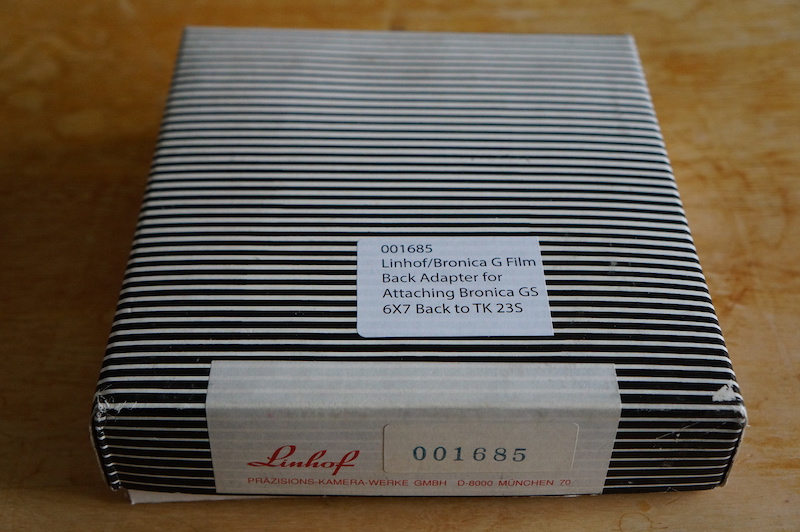 001685
Linhof/Bronica G Film
Back Adapter for
Attaching Bronica GS
6X7 Back to TK 23S
Linhof
001685
PRÄZISIONS-KAMERA-WERKE GMBH D-8000 MÜNCHEN 70